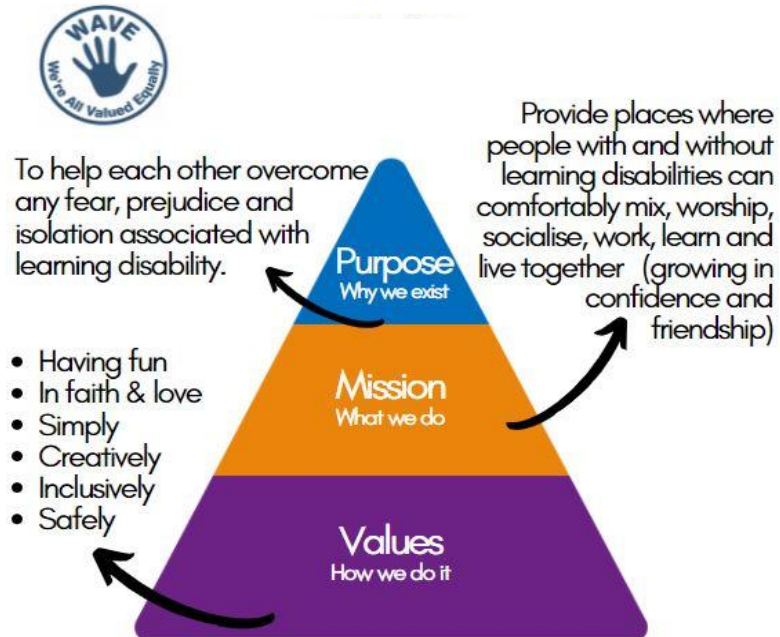 WAVE
We're All Valued Equally
To help each other overcome
any fear, prejudice and
isolation associated with
learning disability.
Provide places where
people with and without
learning disabilities can
comfortably mix, worship,
socialise, work, learn and
live together (growing in
confidence and
friendship)
Purpose
Why we exist
• Having fun
• In faith & love
• Simply
• Creatively
• Inclusively
• Safely
Mission
What we do
Values
How we do it